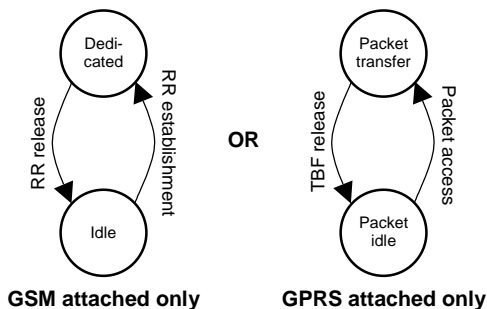 Dedi-
cated
RR release
RR establishment
Idle
GSM attached only
OR
Packet
transfer
TBF release
Packet access
Packet
idle
GPRS attached only